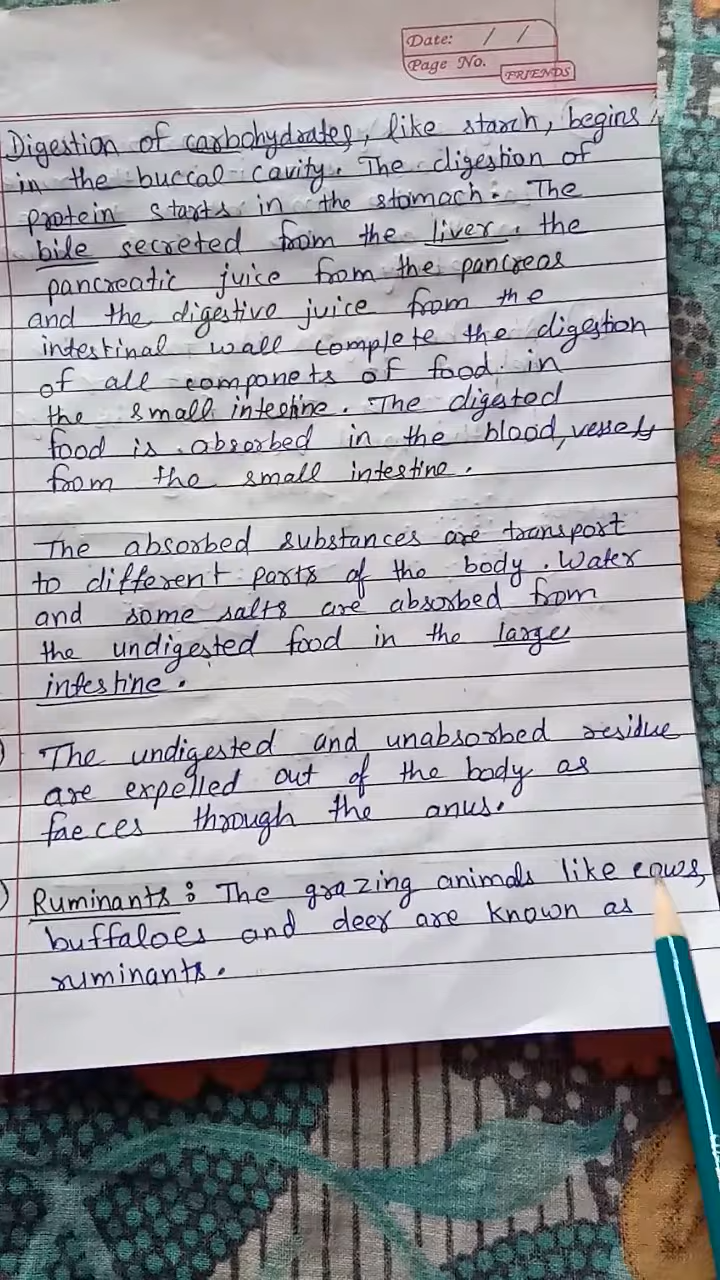 Date: / /
Page No.
FRIENDS
Digestion of carbohydrates, like starch, begins
in the buccal cavity. The digestion of
protein starts in the stomach. The
bile secreted from the liver, the
pancreatic juice from the pancreas
and the digestive juice from the
intestinal wall complete the digestion
of all componets of food in
the small intestine. The digested
food is absorbed in the blood, vessels
from the small intestine.
The absorbed substances are transport
to different parts of the body. Water
and some salts are absorbed from
the undigested food in the large
intestine.
The undigested and unabsorbed residue
are expelled out of the body as
faeces through the anus.
Ruminants : The grazing animals like cows,
buffaloes and deer are known as
ruminants.